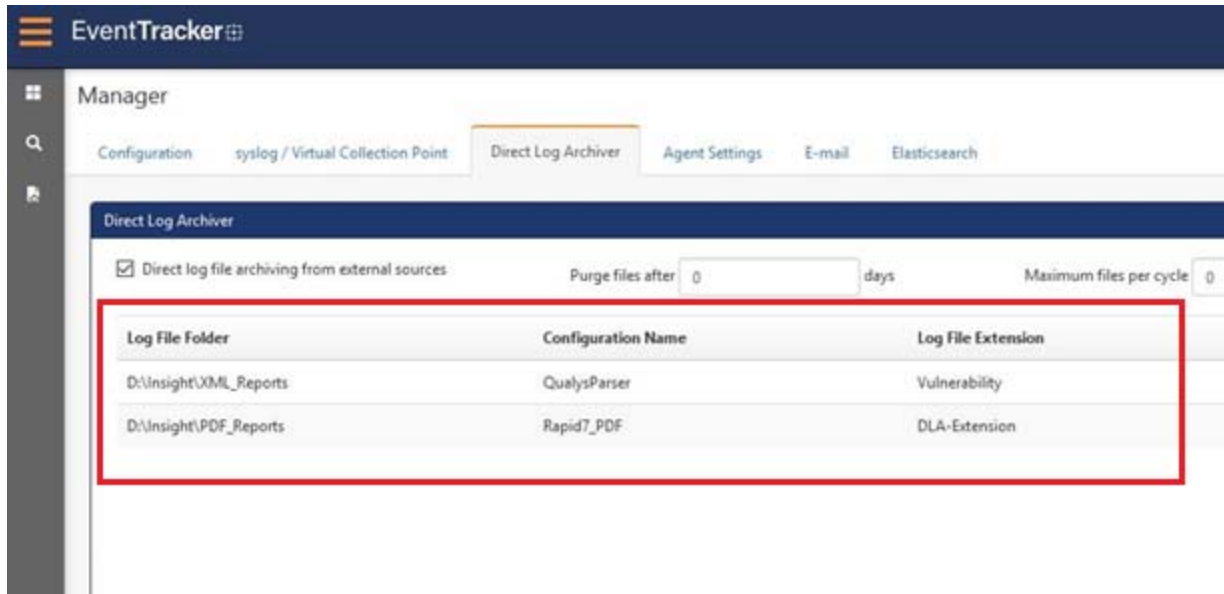 EventTracker
Manager
Configuration syslog / Virtual Collection Point Direct Log Archiver Agent Settings E-mail Elasticsearch
Direct Log Archiver
Direct log file archiving from external sources Purge files after 0 days Maximum files per cycle 0
Log File Folder Configuration Name Log File Extension
D:\Insight\XML_Reports QualysParser Vulnerability
D:\Insight\PDF_Reports Rapid7_PDF DLA-Extension